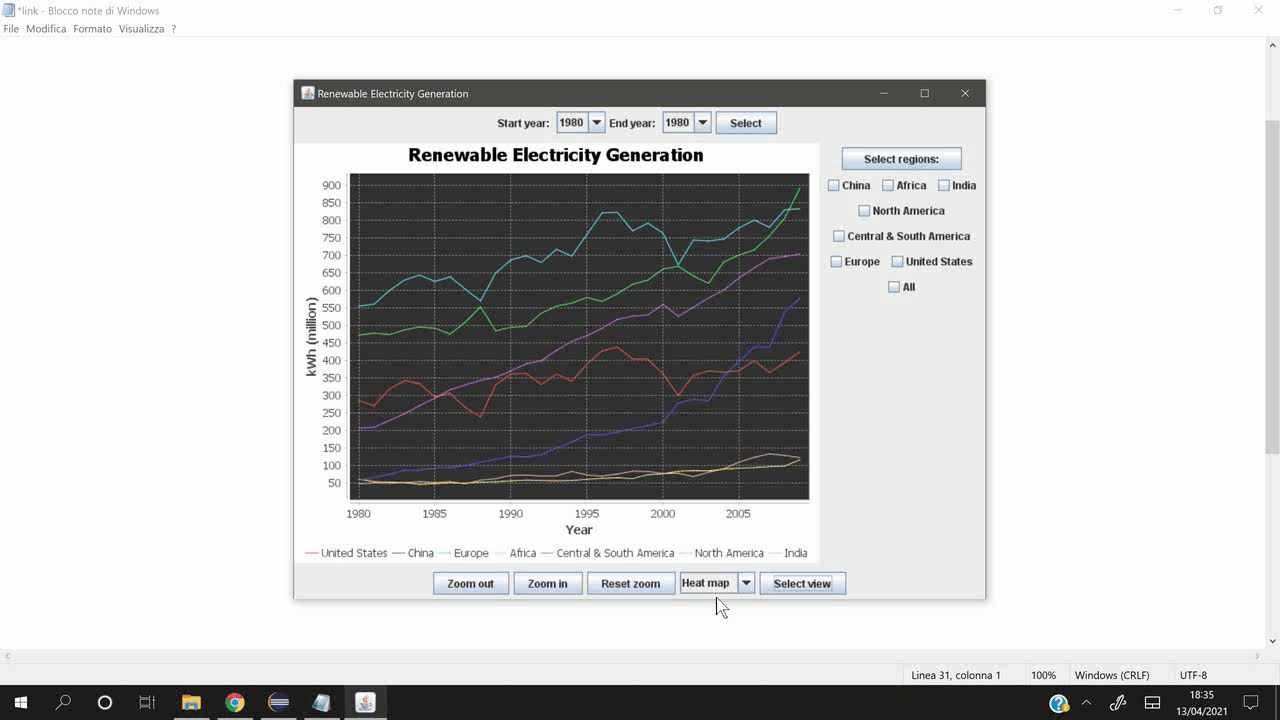 *link - Blocco note di Windows
File Modifica Formato Visualizza ?
Renewable Electricity Generation
Start year: 1980 End year: 1980 Select
Renewable Electricity Generation
Select regions:
China Africa India
North America
Central & South America
Europe United States
All
kWh (million)
900
850
800
750
700
650
600
550
500
450
400
350
300
250
200
150
100
50
1980 1985 1990 1995 2000 2005
Year
United States China Europe Africa Central & South America North America India
Zoom out Zoom in Reset zoom Heat map Select view
Linea 31, colonna 1 100% Windows (CRLF) UTF-8
18:35
13/04/2021